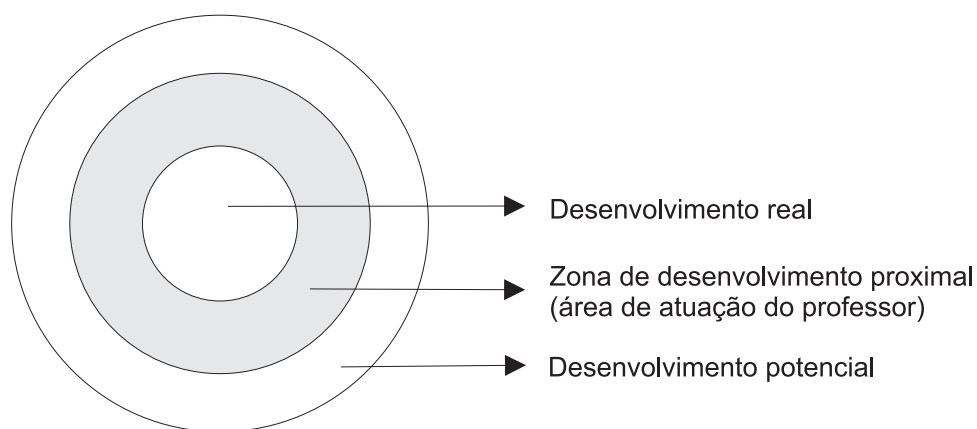 Desenvolvimento real
Zona de desenvolvimento proximal
(área de atuação do professor)
Desenvolvimento potencial